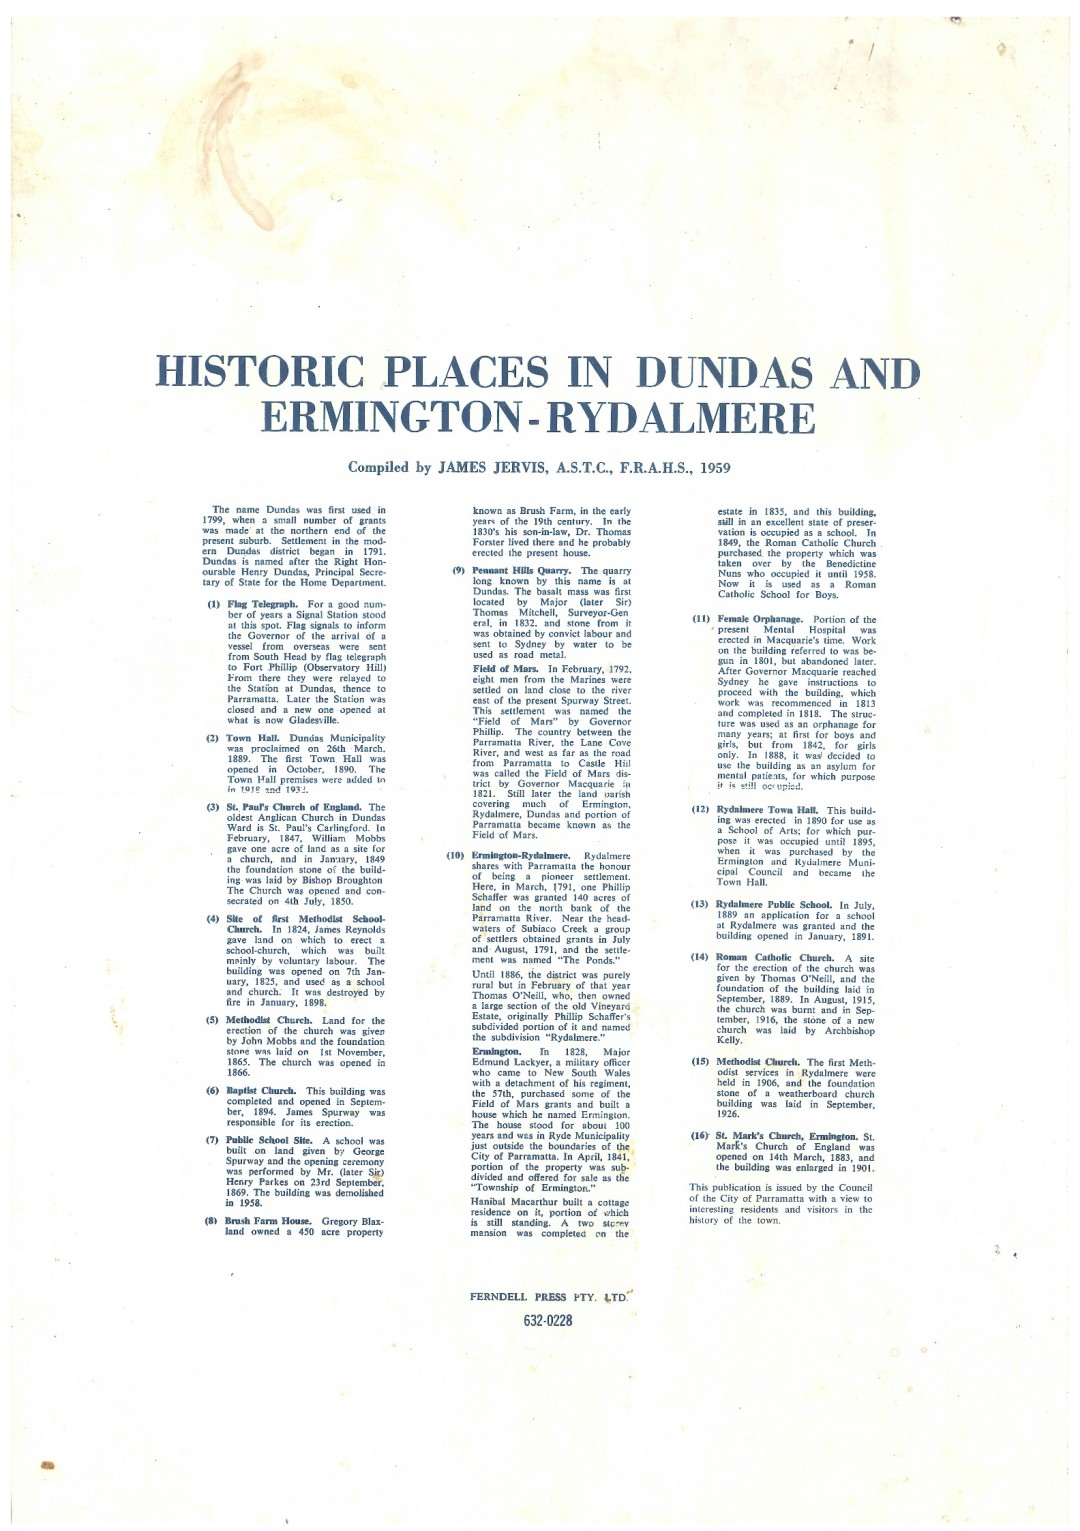 HISTORIC PLACES IN DUNDAS AND
ERMINGTON-RYDALMERE
Compiled by JAMES JERVIS, A.S.T.C., F.R.A.H.S., 1959
The name Dundas was first used in
1799, when a small number of grants
was made at the northern end of the
present suburb. Settlement in the mod-
ern Dundas district began in 1791.
Dundas is named after the Right Hon-
ourable Henry Dundas, Principal Secre-
tary of State for the Home Department.
(1) Flag Telegraph. For a good num-
ber of years a Signal Station stood
at this spot. Flag signals to inform
the Governor of the arrival of a
vessel from overseas were sent
from South Head by flag telegraph
to Fort Phillip (Observatory Hill)
From there they were relayed to
the Station at Dundas, thence to
Parramatta. Later the Station was
closed and a new one opened at
what is now Gladesville.
(2) Town Hall. Dundas Municipality
was proclaimed on 26th March,
1889. The first Town Hall was
opened in October, 1890. The
Town Hall premises were added to
in 1918 and
(3) St. Paul's Church of England. The
oldest Anglican Church in Dundas
Ward is St. Paul's Carlingford. In
February, 1847, William Mobbs
gave one acre of land as a site for
a church, and in January, 1849
the foundation stone of the build-
ing was laid by Bishop Broughton
The Church was opened and con-
secrated on 4th July, 1850.
(4) Site of first Methodist School-
Church. In 1824, James Reynolds
gave land on which to erect a
school-church, which was built
mainly by voluntary labour. The
building was opened on 7th Jan-
uary, 1825, and used as a school
and church. It was destroyed by
fire in January, 1898.
(5) Methodist Church. Land for the
erection of the church was given
by John Mobbs and the foundation
stone was laid on 1st November,
1865. The church was opened in
1866.
(6) Baptist Church. This building was
completed and opened in Septem-
ber, 1894. James Spurway was
responsible for its erection.
(7) Public School Site. A school was
built on land given by George
Spurway and the opening ceremony
was performed by Mr. (later Sir)
Henry Parkes on 23rd September,
1869. The building was demolished
in 1958.
(8) Brush Farm House. Gregory Blax-
land owned a 450 acre property
known as Brush Farm, in the early
years of the 19th century. In the
1830's his son-in-law, Dr. Thomas
Forster lived there and he probably
erected the present house.
(9) Pennant Hills Quarry. The quarry
long known by this name is at
Dundas. The basalt mass was first
located by Major (later Sir)
Thomas Mitchell, Surveyor-Gen
eral, in 1832. and stone from it
was obtained by convict labour and
sent to Sydney by water to be
used as road metal.
Field of Mars. In February, 1792,
eight men from the Marines were
settled on land close to the river
east of the present Spurway Street.
This settlement was named the
"Field of Mars" by Governor
Phillip. The country between the
Parramatta River, the Lane Cove
River, and west as far as the road
from Parramatta to Castle Hill
was called the Field of Mars dis-
trict by Governor Macquarie in
1821. Still later the land parish
covering much of Ermington,
Rydalmere, Dundas and portion of
Parramatta became known as the
Field of Mars.
(10) Ermington-Rydalmere. Rydalmere
shares with Parramatta the honour
of being a pioneer settlement.
Here, in March, 1791, one Phillip
Schaffer was granted 140 acres of
land on the north bank of the
Parramatta River. Near the head-
waters of Subiaco Creek a group
of settlers obtained grants in July
and August, 1791, and the settle-
ment was named "The Ponds."
Until 1886, the district was purely
rural but in February of that year
Thomas O'Neill, who, then owned
a large section of the old Vineyard
Estate, originally Phillip Schaffer's
subdivided portion of it and named
the subdivision "Rydalmere."
Ermington. In 1828, Major
Edmund Lackyer, a military officer
who came to New South Wales
with a detachment of his regiment,
the 57th, purchased some of the
Field of Mars grants and built a
house which he named Ermington.
The house stood for about 100
years and was in Ryde Municipality
just outside the boundaries of the
City of Parramatta. In April, 1841,
portion of the property was sub-
divided and offered for sale as the
"Township of Ermington."
Hanibal Macarthur built a cottage
residence on it, portion of which
is still standing. A two storey
mansion was completed on the
estate in 1835, and this building,
still in an excellent state of preser-
vation is occupied as a school. In
1849, the Roman Catholic Church
purchased the property which was
taken over by the Benedictine
Nuns who occupied it until 1958.
Now it is used as a Roman
Catholic School for Boys.
(11) Female Orphanage. Portion of the
present Mental Hospital was
erected in Macquarie's time. Work
on the building referred to was be-
gun in 1801, but abandoned later.
After Governor Macquarie reached
Sydney he gave instructions to
proceed with the building, which
work was recommenced in 1813
and completed in 1818. The struc-
ture was used as an orphanage for
many years; at first for boys and
girls, but from 1842, for girls
only. In 1888, it was decided to
use the building as an asylum for
mental patients, for which purpose
it is still occupied.
(12) Rydalmere Town Hall. This build-
ing was erected in 1890 for use as
a School of Arts; for which pur-
pose it was occupied until 1895,
when it was purchased by the
Ermington and Rydalmere Muni-
cipal Council and became the
Town Hall.
(13) Rydalmere Public School. In July,
1889 an application for a school
at Rydalmere was granted and the
building opened in January, 1891.
(14) Roman Catholic Church. A site
for the erection of the church was
given by Thomas O'Neill, and the
foundation of the building laid in
September, 1889. In August, 1915,
the church was burnt and in Sep-
tember, 1916, the stone of a new
church was laid by Archbishop
Kelly.
(15) Methodist Church. The first Meth-
odist services in Rydalmere were
held in 1906, and the foundation
stone of a weatherboard church
building was laid in September,
1926.
(16) St. Mark's Church, Ermington. St.
Mark's Church of England was
opened on 14th March, 1883, and
the building was enlarged in 1901.
This publication is issued by the Council
of the City of Parramatta with a view to
interesting residents and visitors in the
history of the town.
FERNDELL PRESS PTY. LTD.
632-0228